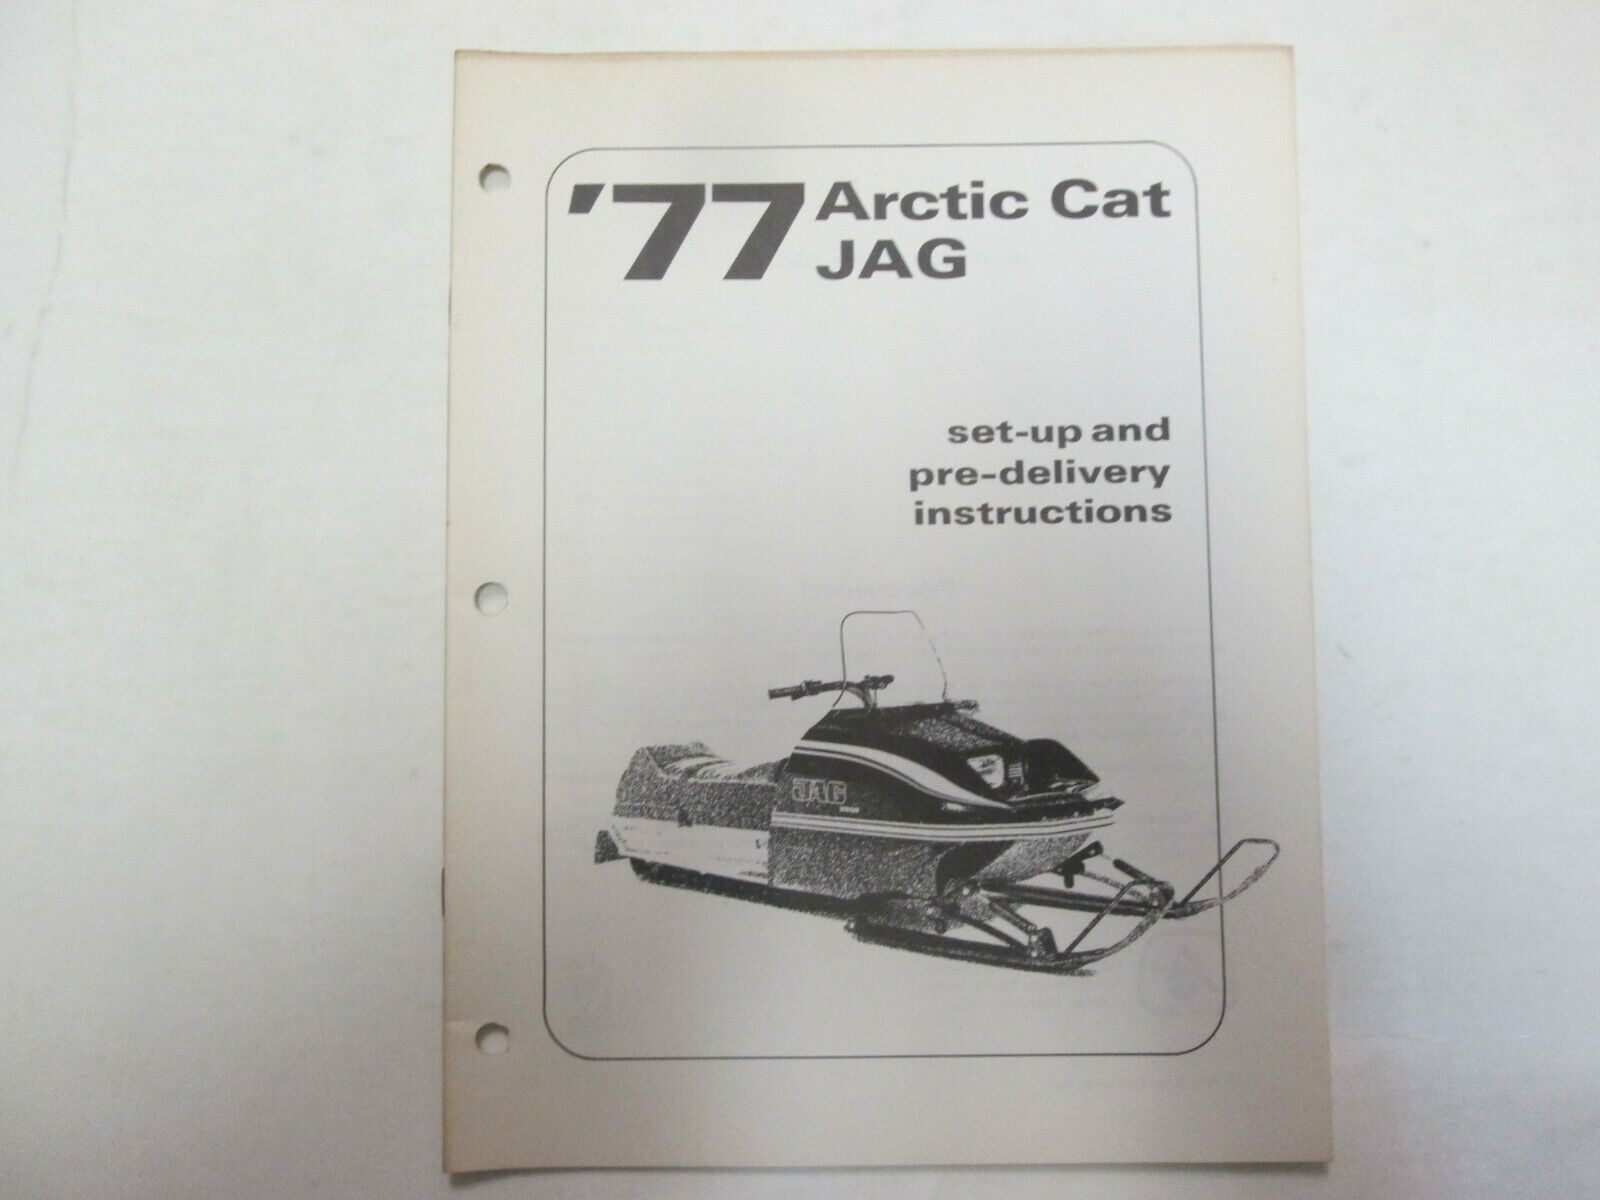 '77 Arctic Cat
JAG
set-up and
pre-delivery
instructions
JAG